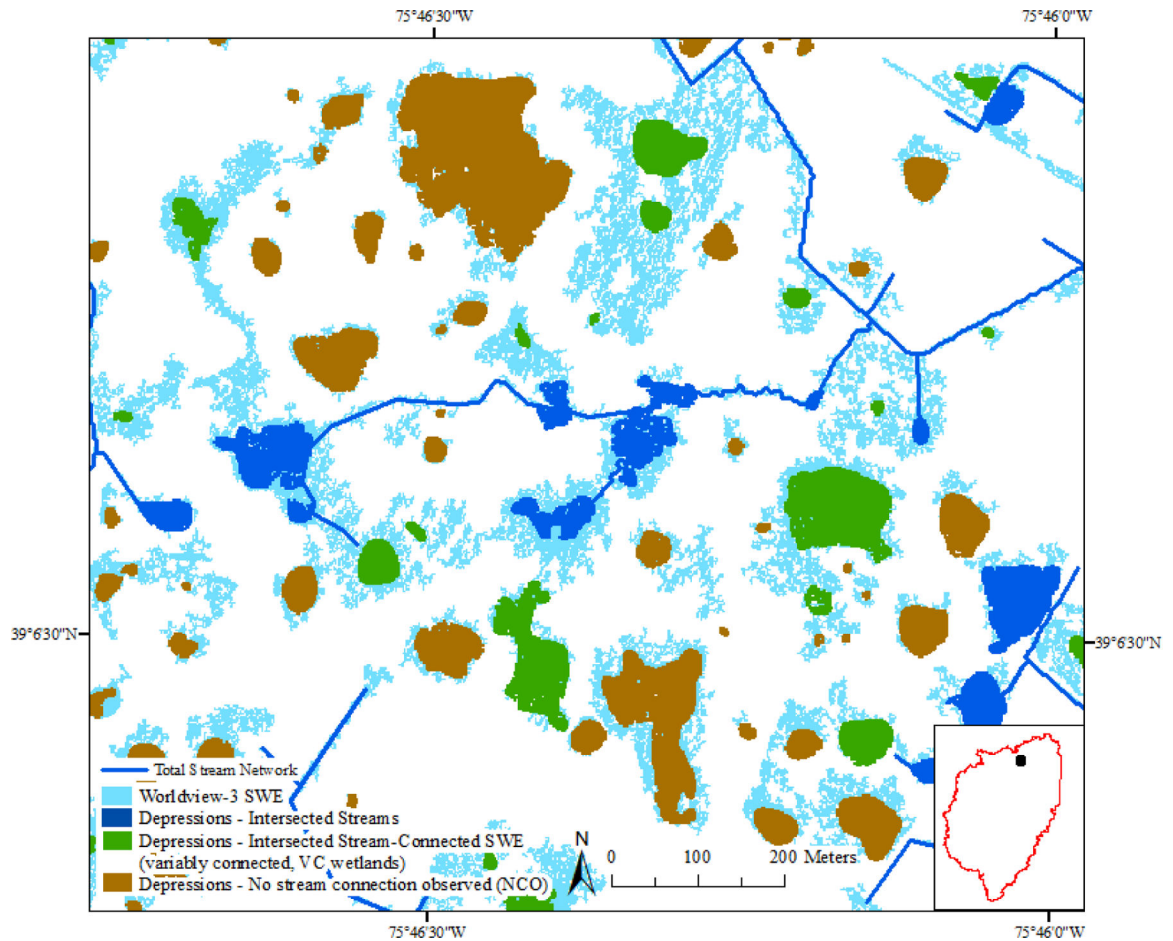 75°46'30"W 75°46'0"W
39°6'30"N
39°6'30"N
Total Stream Network
Worldview-3 SWE
Depressions - Intersected Streams
Depressions - Intersected Stream-Connected SWE
(variably connected, VC wetlands)
Depressions - No stream connection observed (NCO)
N
0 100 200 Meters
75°46'30"W 75°46'0"W